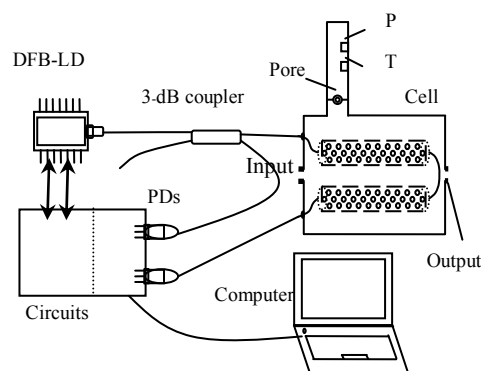 P
DFB-LD
T
Pore
3-dB coupler
Cell
Input
PDs
Output
Computer
Circuits